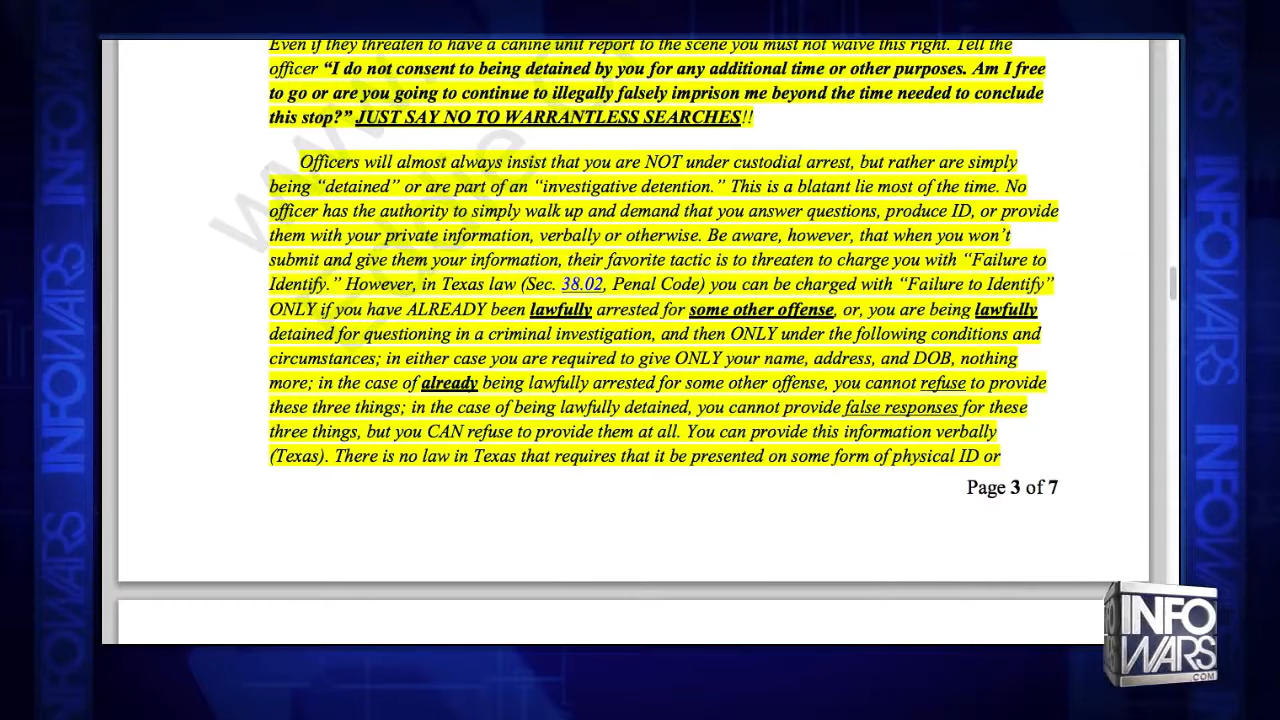 Even if they threaten to have a canine unit report to the scene you must not waive this right. Tell the
officer “I do not consent to being detained by you for any additional time or other purposes. Am I free
to go or are you going to continue to illegally falsely imprison me beyond the time needed to conclude
this stop?” JUST SAY NO TO WARRANTLESS SEARCHES!!
Officers will almost always insist that you are NOT under custodial arrest, but rather are simply
being “detained” or are part of an “investigative detention.” This is a blatant lie most of the time. No
officer has the authority to simply walk up and demand that you answer questions, produce ID, or provide
them with your private information, verbally or otherwise. Be aware, however, that when you won’t
submit and give them your information, their favorite tactic is to threaten to charge you with “Failure to
Identify.” However, in Texas law (Sec. 38.02, Penal Code) you can be charged with “Failure to Identify”
ONLY if you have ALREADY been lawfully arrested for some other offense, or, you are being lawfully
detained for questioning in a criminal investigation, and then ONLY under the following conditions and
circumstances; in either case you are required to give ONLY your name, address, and DOB, nothing
more; in the case of already being lawfully arrested for some other offense, you cannot refuse to provide
these three things; in the case of being lawfully detained, you cannot provide false responses for these
three things, but you CAN refuse to provide them at all. You can provide this information verbally
(Texas). There is no law in Texas that requires that it be presented on some form of physical ID or
Page 3 of 7
INFO
WARS
.COM
INFOWARS
INFOWARS
INFOWARS
INFOWARS